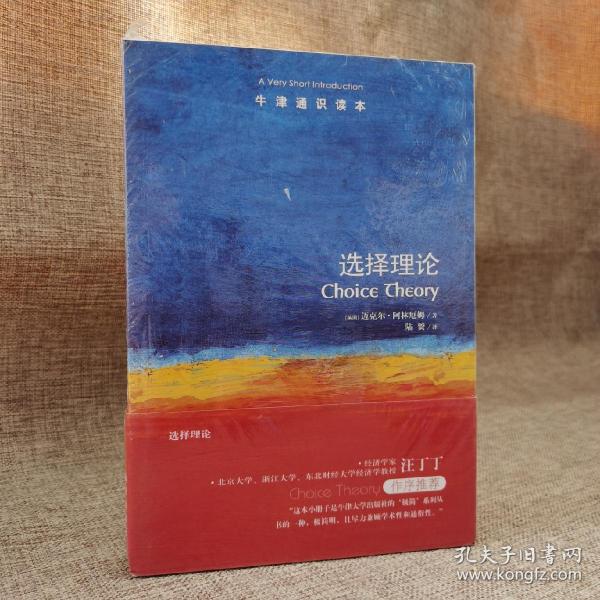 A Very Short Introduction
牛津通识读本
选择理论
Choice Theory
[瑞典] 迈克尔·阿林厄姆 / 著
陆赟 / 译
选择理论
·经济学家
·北京大学、浙江大学、东北财经大学经济学教授 汪丁丁
Choice Theory 作序推荐
“这本小册子是牛津大学出版社的‘极简’系列丛
书的一种，极简明，且尽力兼顾学术性和通俗性。”
孔夫子旧书网
www.kongfz.com